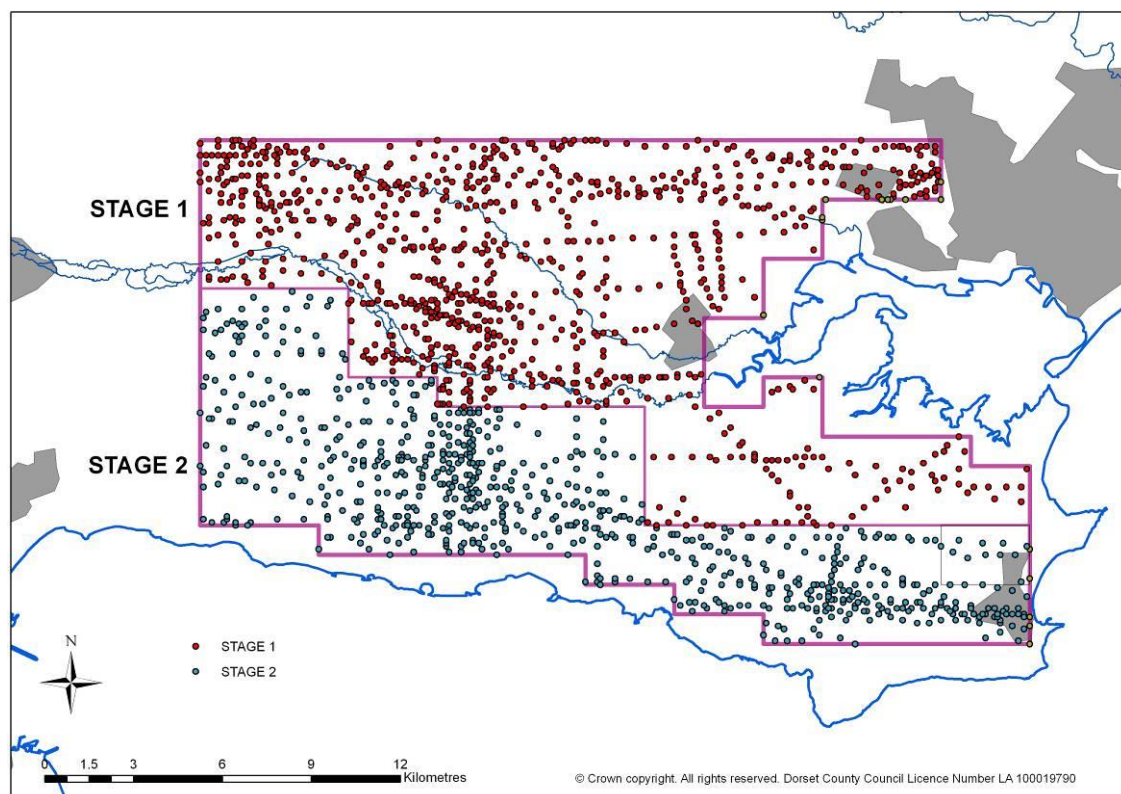 STAGE 1
STAGE 2
N
STAGE 1
STAGE 2
0 1.5 3 6 9 12
Kilometres
© Crown copyright. All rights reserved. Dorset County Council Licence Number LA 100019790